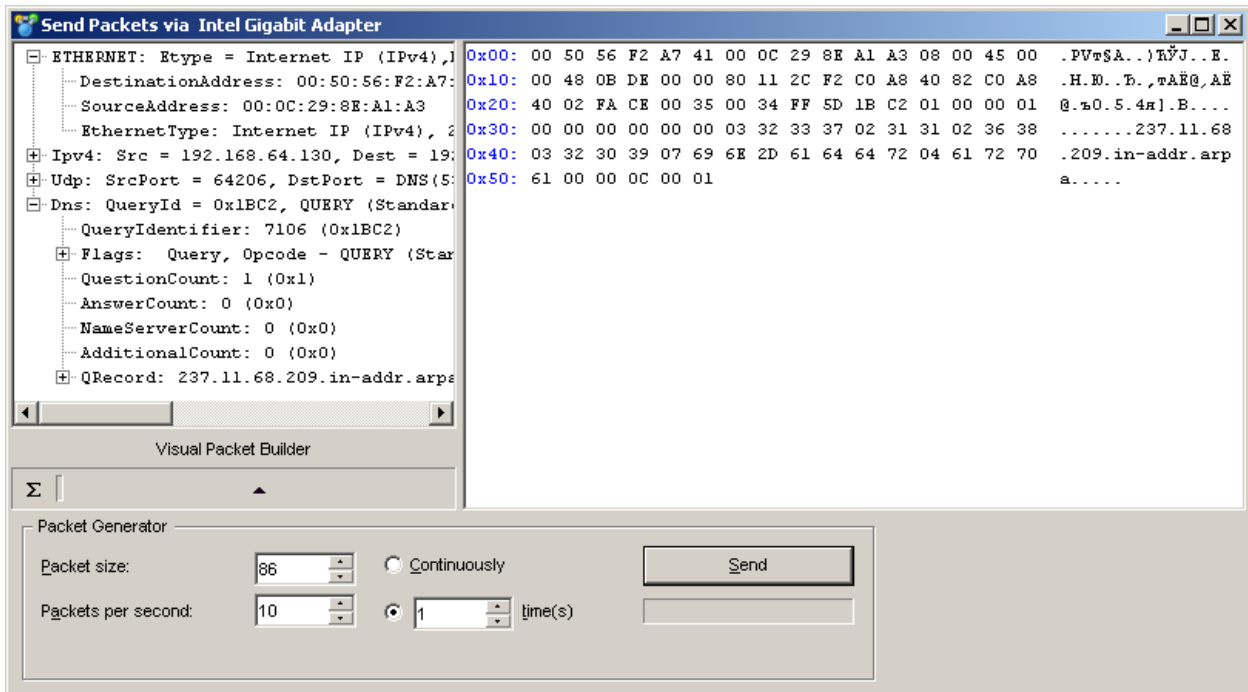 Send Packets via Intel Gigabit Adapter
ETHERNET: Etype = Internet IP (IPv4),
DestinationAddress: 00:50:56:F2:A7:
SourceAddress: 00:0C:29:8E:A1:A3
EthernetType: Internet IP (IPv4), 2
Ipv4: Src = 192.168.64.130, Dest = 19
Udp: SrcPort = 64206, DstPort = DNS(5
Dns: QueryId = 0x1BC2, QUERY (Standar
QueryIdentifier: 7106 (0x1BC2)
Flags: Query, Opcode - QUERY (Star
QuestionCount: 1 (0x1)
AnswerCount: 0 (0x0)
NameServerCount: 0 (0x0)
AdditionalCount: 0 (0x0)
QRecord: 237.11.68.209.in-addr.arpa
0x00: 00 50 56 F2 A7 41 00 0C 29 8E A1 A3 08 00 45 00 .PVт§A..)ЋЎЈ..E.
0x10: 00 48 0B DE 00 00 80 11 2C F2 C0 A8 40 82 C0 A8 .H.Ю..Ђ.,тАЁ@‚АЁ
0x20: 40 02 FA CE 00 35 00 34 FF 5D 1B C2 01 00 00 01 @.ъО.5.4я].В....
0x30: 00 00 00 00 00 00 03 32 33 37 02 31 31 02 36 38 .......237.11.68
0x40: 03 32 30 39 07 69 6E 2D 61 64 64 72 04 61 72 70 .209.in-addr.arp
0x50: 61 00 00 0C 00 01 a.....
Visual Packet Builder
Σ
Packet Generator
Packet size: 86 Continuously Send
Packets per second: 10 1 time(s)